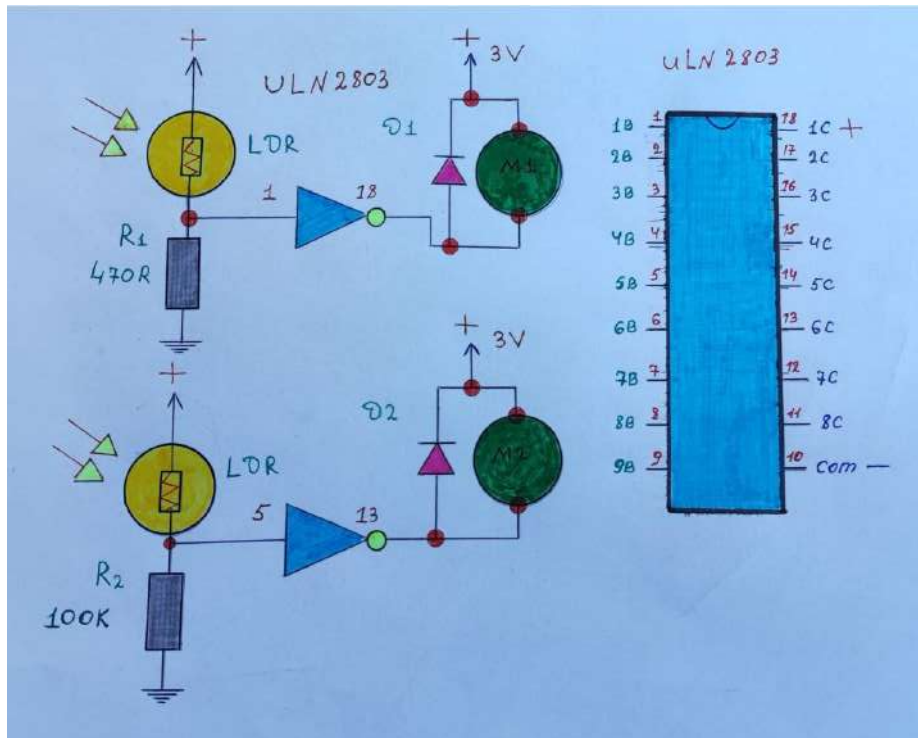 +
ULN2803
LDR
R1
470R
1
18
D1
+
3V
M1
+
LDR
R2
100K
5
13
D2
+
3V
M2
ULN 2803
1B 1 18 1C +
2B 2 17 2C
3B 3 16 3C
4B 4 15 4C
5B 5 14 5C
6B 6 13 6C
7B 7 12 7C
8B 8 11 8C
9B 9 10 Com —